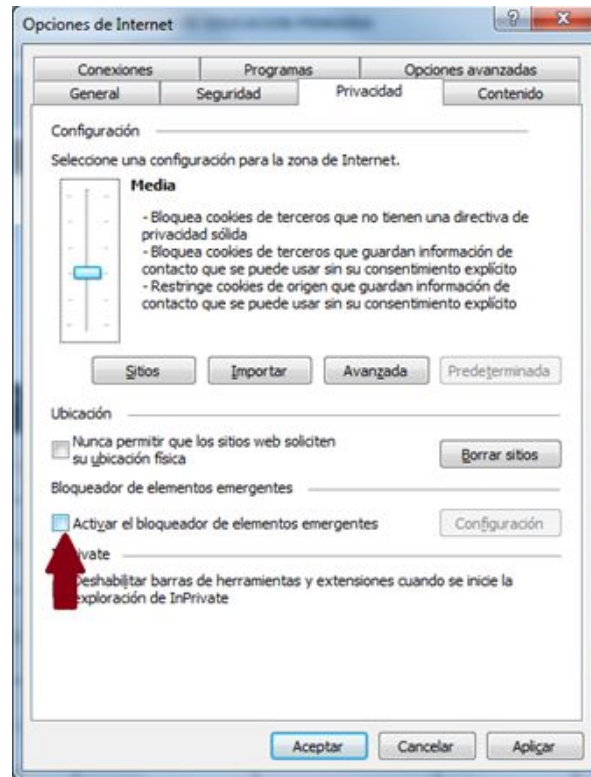 Opciones de Internet
Conexiones Programas Opciones avanzadas
General Seguridad Privacidad Contenido
Configuración
Seleccione una configuración para la zona de Internet.
Media
- Bloquea cookies de terceros que no tienen una directiva de
privacidad sólida
- Bloquea cookies de terceros que guardan información de
contacto que se puede usar sin su consentimiento explícito
- Restringe cookies de origen que guardan información de
contacto que se puede usar sin su consentimiento explícito
Sitios Importar Avanzada Predeterminada
Ubicación
Nunca permitir que los sitios web soliciten
su ubicación física
Borrar sitios
Bloqueador de elementos emergentes
Activar el bloqueador de elementos emergentes Configuración
ivate
Deshabilitar barras de herramientas y extensiones cuando se inicie la
exploración de InPrivate
Aceptar Cancelar Aplicar